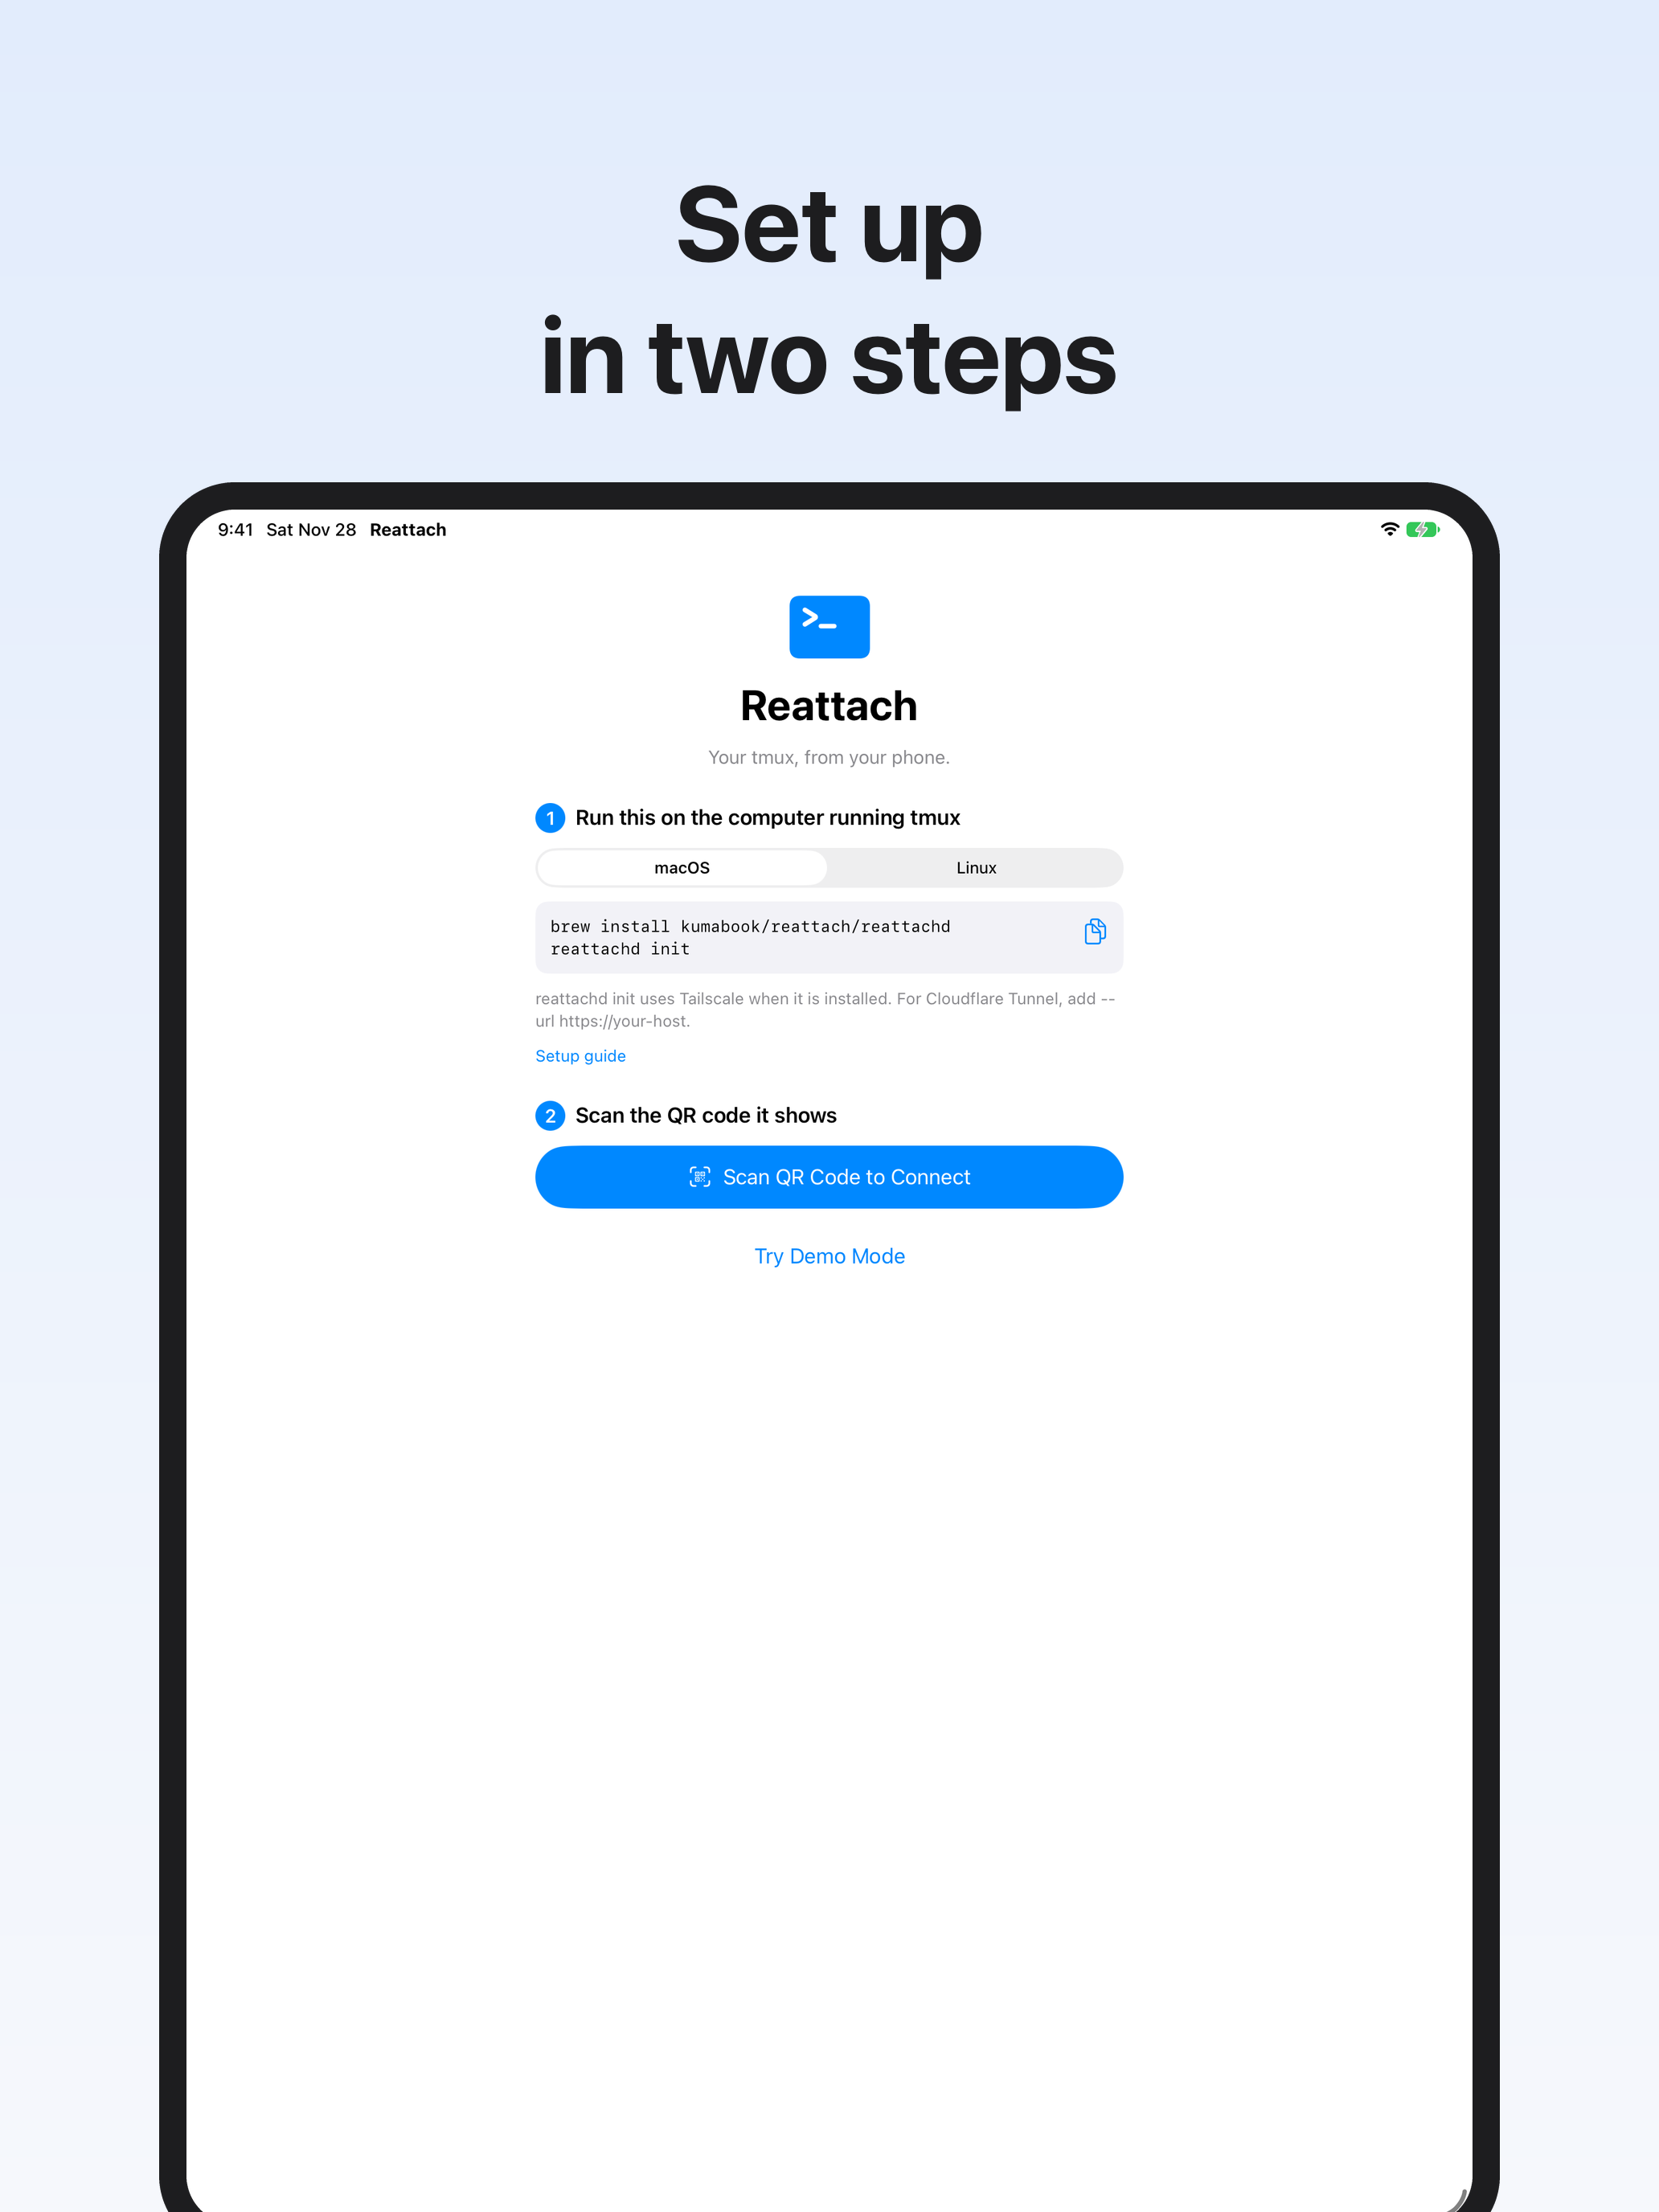 Set up
in two steps
9:41 Sat Nov 28 Reattach
Reattach
Your tmux, from your phone.
1 Run this on the computer running tmux
macOS Linux
brew install kumabook/reattach/reattachd
reattachd init
reattachd init uses Tailscale when it is installed. For Cloudflare Tunnel, add --
url https://your-host.
Setup guide
2 Scan the QR code it shows
Scan QR Code to Connect
Try Demo Mode